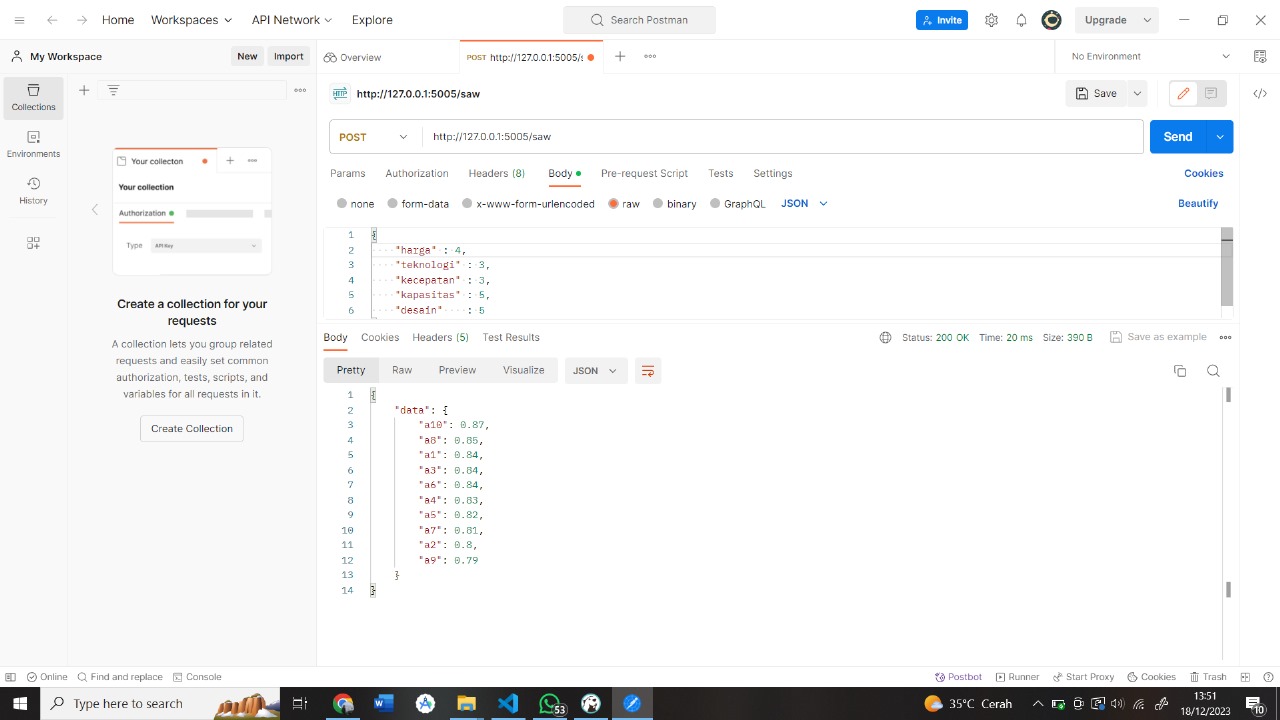 Home Workspaces API Network Explore Search Postman Invite Upgrade
My Workspace New Import Overview POST http://127.0.0.1:5005/s No Environment
Collections
Environments
History
Your collecton
Your collection
Authorization
Type API Key
Create a collection for your
requests
A collection lets you group related
requests and easily set common
authorization, tests, scripts, and
variables for all requests in it.
Create Collection
HTTP http://127.0.0.1:5005/saw Save
POST http://127.0.0.1:5005/saw Send
Params Authorization Headers (8) Body Pre-request Script Tests Settings Cookies
none form-data x-www-form-urlencoded raw binary GraphQL JSON Beautify
1 {
2 "harga" : 4,
3 "teknologi" : 3,
4 "kecepatan" : 3,
5 "kapasitas" : 5,
6 "desain" : 5
Body Cookies Headers (5) Test Results Status: 200 OK Time: 20 ms Size: 390 B Save as example
Pretty Raw Preview Visualize JSON
1 {
2 "data": {
3 "a10": 0.87,
4 "a8": 0.85,
5 "a1": 0.84,
6 "a3": 0.84,
7 "a6": 0.84,
8 "a4": 0.83,
9 "a5": 0.82,
10 "a7": 0.81,
11 "a2": 0.8,
12 "a9": 0.79
13 }
14 }
Online Find and replace Console Postbot Runner Start Proxy Cookies Trash
Type here to search 53 35°C Cerah 13:51
18/12/2023 10